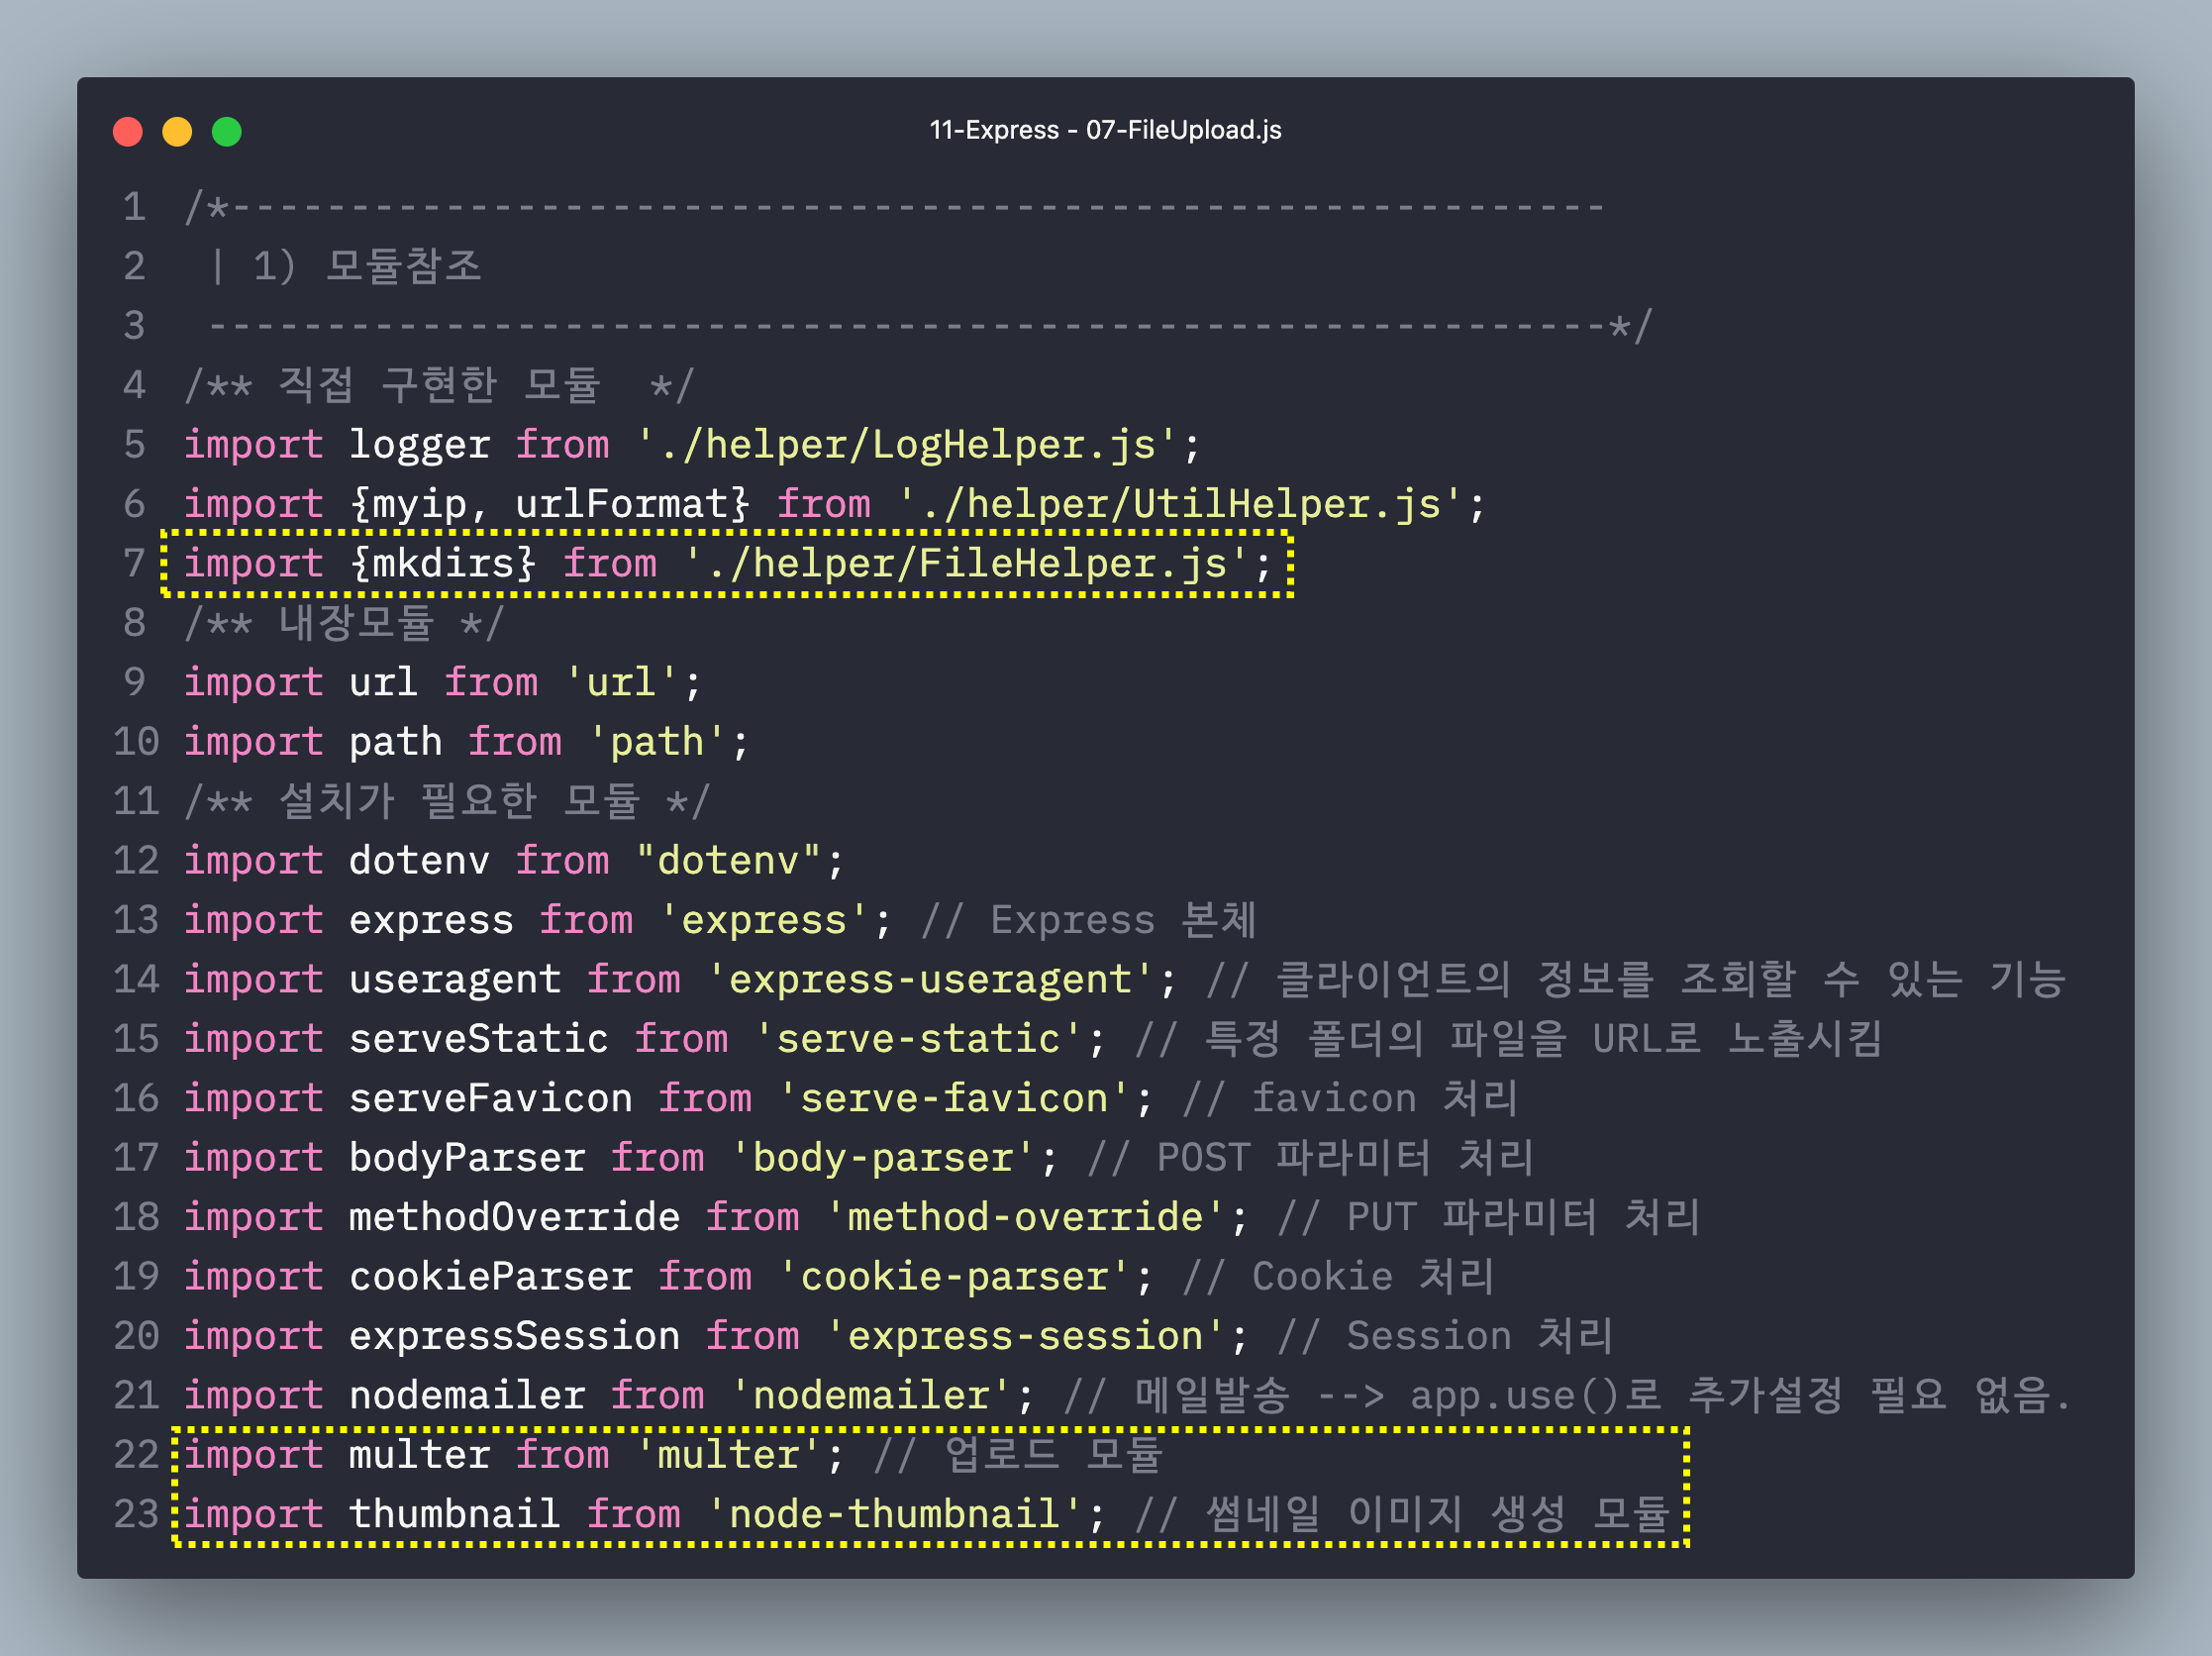 11-Express - 07-FileUpload.js
1 /*----------------------------------------------------------
2  | 1) 모듈참조
3  -----------------------------------------------------------*/
4 /** 직접 구현한 모듈  */
5 import logger from './helper/LogHelper.js';
6 import {myip, urlFormat} from './helper/UtilHelper.js';
7 import {mkdirs} from './helper/FileHelper.js';
8 /** 내장모듈 */
9 import url from 'url';
10 import path from 'path';
11 /** 설치가 필요한 모듈 */
12 import dotenv from "dotenv";
13 import express from 'express'; // Express 본체
14 import useragent from 'express-useragent'; // 클라이언트의 정보를 조회할 수 있는 기능
15 import serveStatic from 'serve-static'; // 특정 폴더의 파일을 URL로 노출시킴
16 import serveFavicon from 'serve-favicon'; // favicon 처리
17 import bodyParser from 'body-parser'; // POST 파라미터 처리
18 import methodOverride from 'method-override'; // PUT 파라미터 처리
19 import cookieParser from 'cookie-parser'; // Cookie 처리
20 import expressSession from 'express-session'; // Session 처리
21 import nodemailer from 'nodemailer'; // 메일발송 --> app.use()로 추가설정 필요 없음.
22 import multer from 'multer'; // 업로드 모듈
23 import thumbnail from 'node-thumbnail'; // 썸네일 이미지 생성 모듈